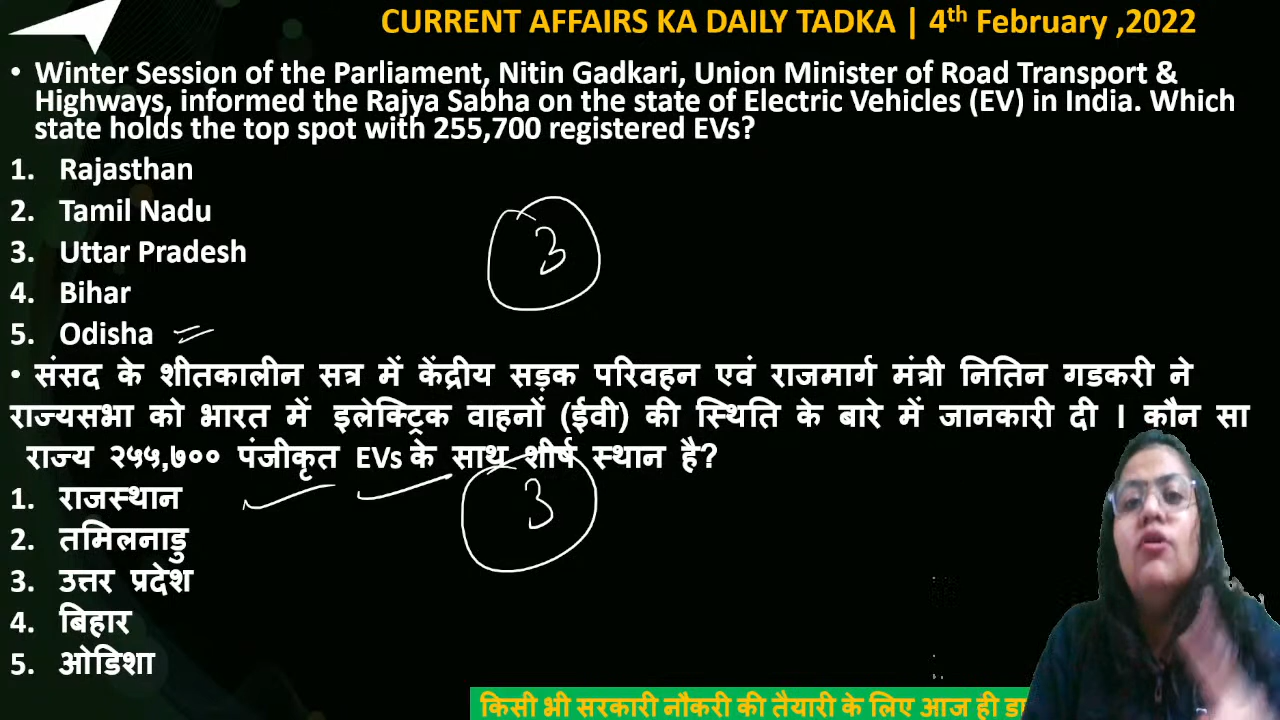 CURRENT AFFAIRS KA DAILY TADKA | 4th February ,2022
• Winter Session of the Parliament, Nitin Gadkari, Union Minister of Road Transport &
Highways, informed the Rajya Sabha on the state of Electric Vehicles (EV) in India. Which
state holds the top spot with 255,700 registered EVs?
1. Rajasthan
2. Tamil Nadu
3. Uttar Pradesh
3
4. Bihar
5. Odisha
• संसद के शीतकालीन सत्र में केंद्रीय सड़क परिवहन एवं राजमार्ग मंत्री नितिन गडकरी ने
राज्यसभा को भारत में इलेक्ट्रिक वाहनों (ईवी) की स्थिति के बारे में जानकारी दी । कौन सा
राज्य २५५,७०० पंजीकृत EVs के साथ शीर्ष स्थान है?
1. राजस्थान
3
2. तमिलनाडु
3. उत्तर प्रदेश
4. बिहार
5. ओडिशा
किसी भी सरकारी नौकरी की तैयारी के लिए आज ही